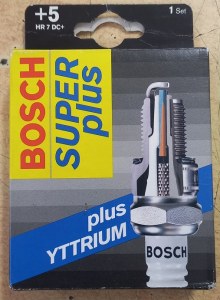 +5
HR 7 DC+
1 Set
BOSCH
SUPER
plus
plus
YTTRIUM
BOSCH